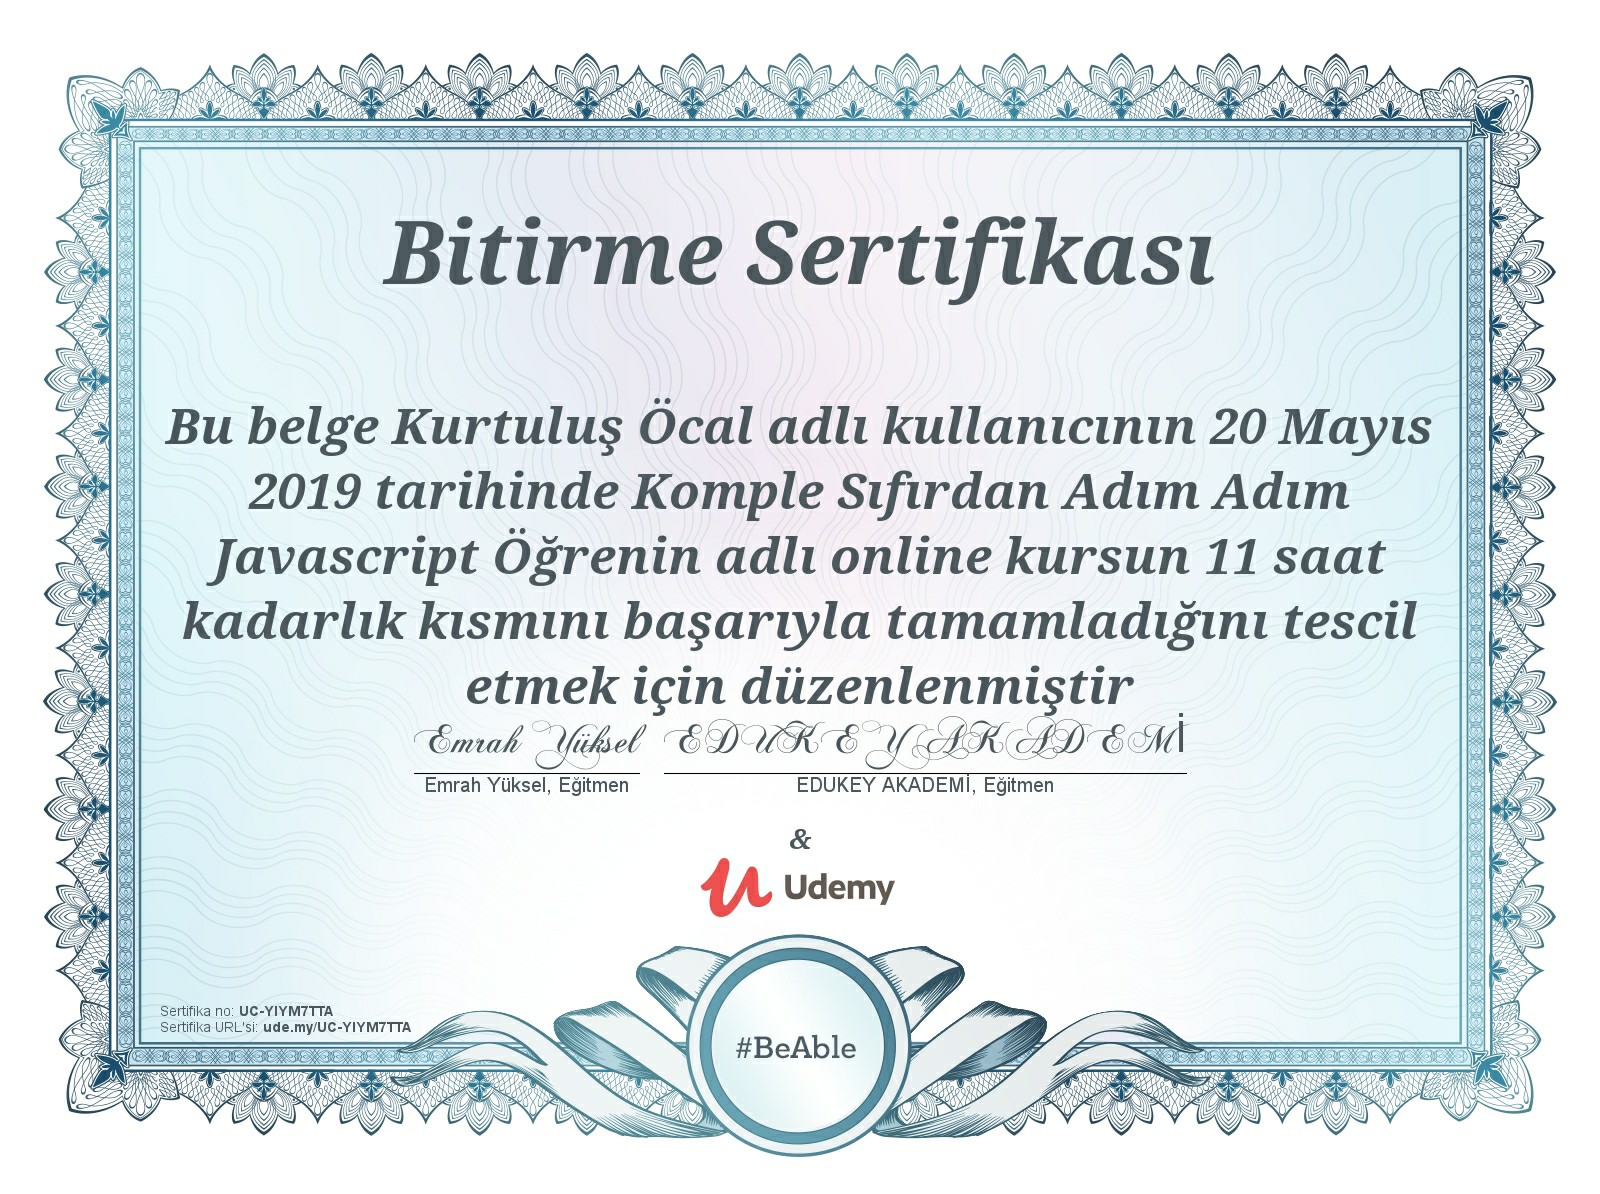 Bitirme Sertifikası
Bu belge Kurtuluş Öcal adlı kullanıcının 20 Mayıs
2019 tarihinde Komple Sıfırdan Adım Adım
Javascript Öğrenin adlı online kursun 11 saat
kadarlık kısmını başarıyla tamamladığını tescil
etmek için düzenlenmiştir
Emrah Yüksel EDUKEY AKADEMİ
Emrah Yüksel, Eğitmen EDUKEY AKADEMİ, Eğitmen
&
Udemy
Sertifika no: UC-YIYM7TTA
Sertifika URL'si: ude.my/UC-YIYM7TTA
#BeAble